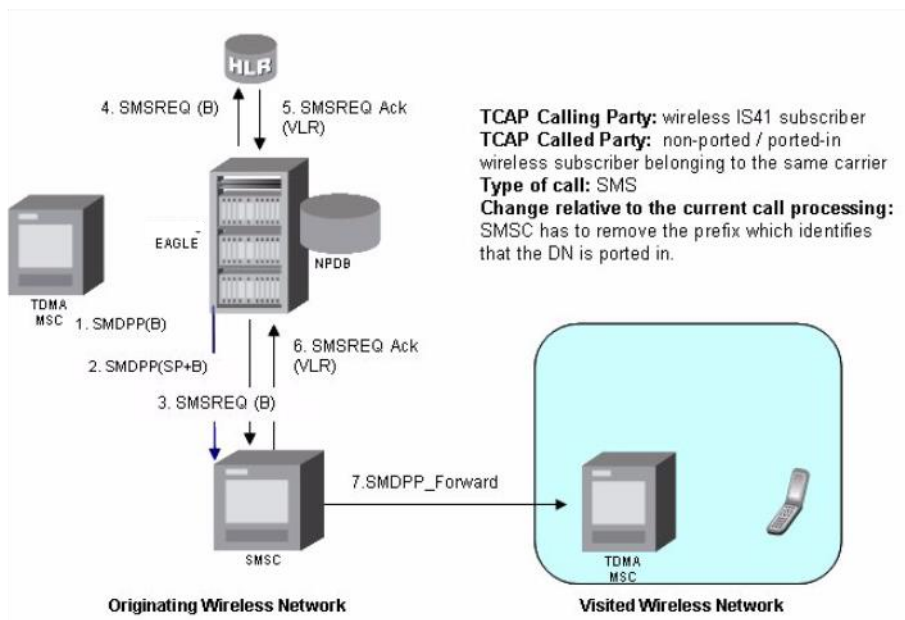 HLR
4. SMSREQ (B)
5. SMSREQ Ack
(VLR)
TCAP Calling Party: wireless IS41 subscriber
TCAP Called Party: non-ported / ported-in
wireless subscriber belonging to the same carrier
Type of call: SMS
Change relative to the current call processing:
SMSC has to remove the prefix which identifies
that the DN is ported in.
EAGLE
NPDB
TDMA
MSC
1. SMDPP(B)
2. SMDPP(SP+B)
6. SMSREQ Ack
(VLR)
3. SMSREQ (B)
7.SMDPP_Forward
SMSC
TDMA
MSC
Originating Wireless Network
Visited Wireless Network